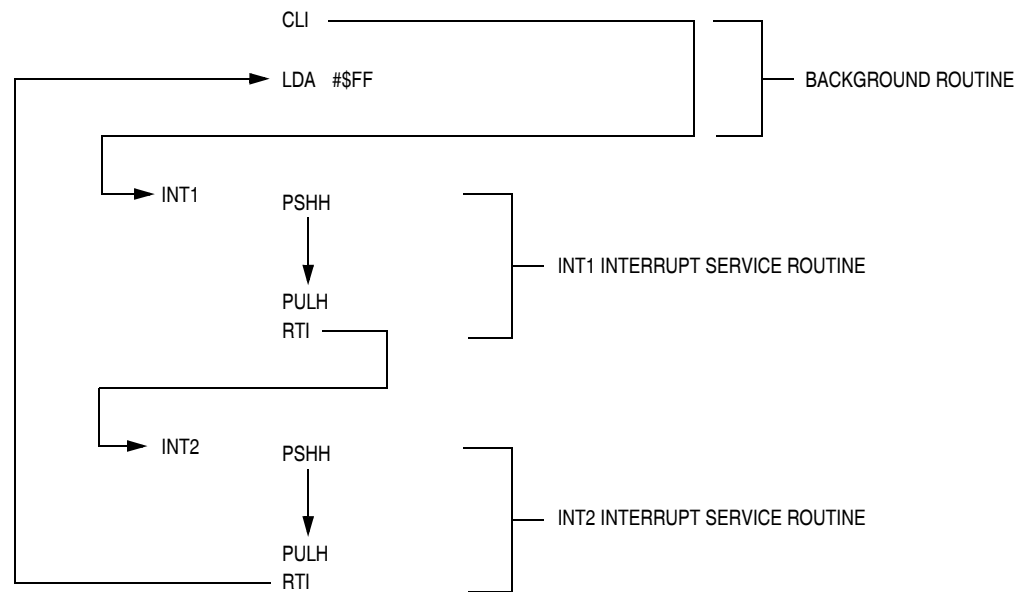 CLI
LDA #$FF
BACKGROUND ROUTINE
INT1
PSHH
INT1 INTERRUPT SERVICE ROUTINE
PULH
RTI
INT2
PSHH
INT2 INTERRUPT SERVICE ROUTINE
PULH
RTI